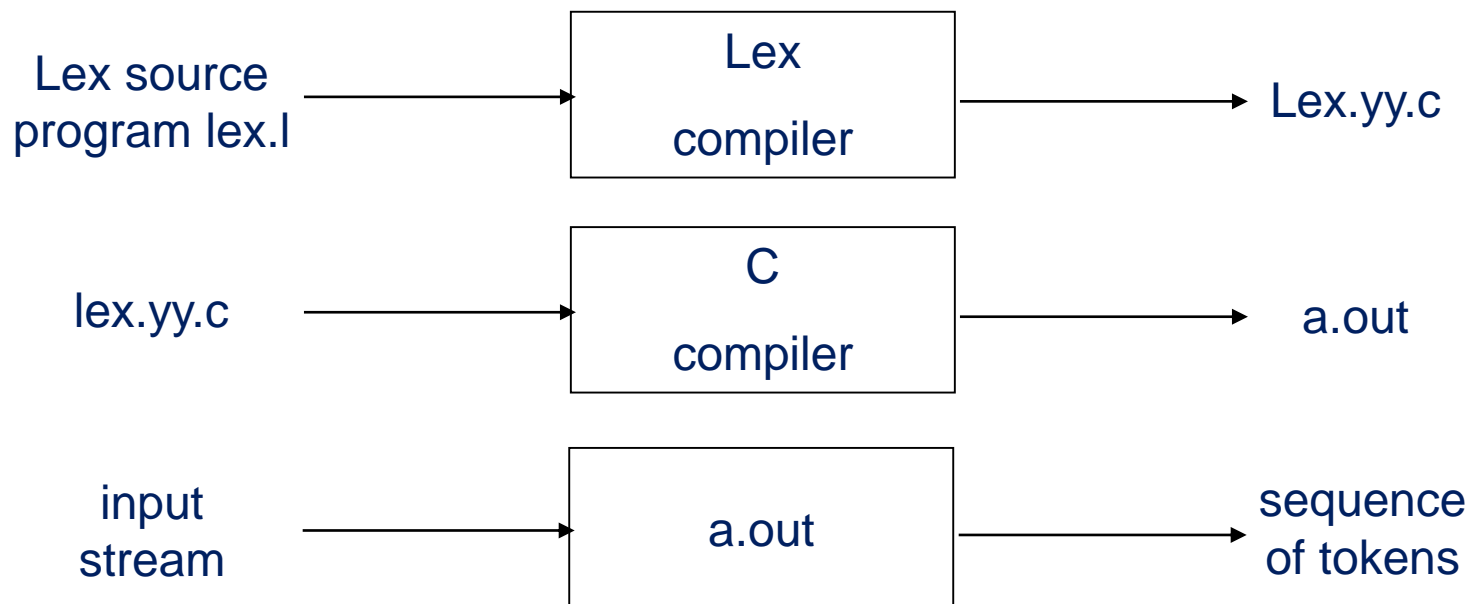 Lex source
program lex.l
Lex
compiler
Lex.yy.c
lex.yy.c
C
compiler
a.out
input
stream
a.out
sequence
of tokens